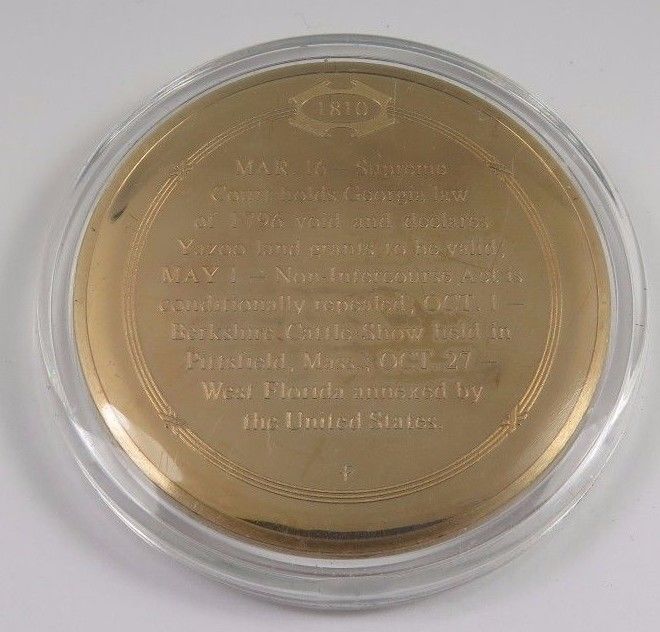 1810
MAR. 16 – Supreme
Court holds Georgia law
of 1796 void and declares
Yazoo land grants to be valid;
MAY 1 – Non-Intercourse Act is
conditionally repealed; OCT. 1 –
Berkshire Cattle Show held in
Pittsfield, Mass.; OCT. 27 –
West Florida annexed by
the United States.